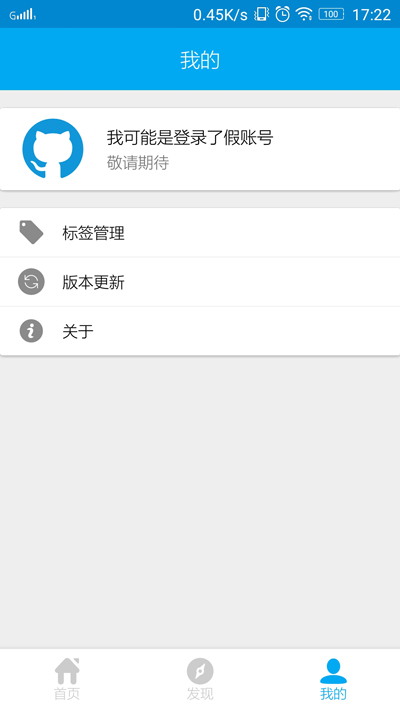 G 0.45K/s 100 17:22
我的
我可能是登录了假账号
敬请期待
标签管理
版本更新
关于
首页 发现 我的